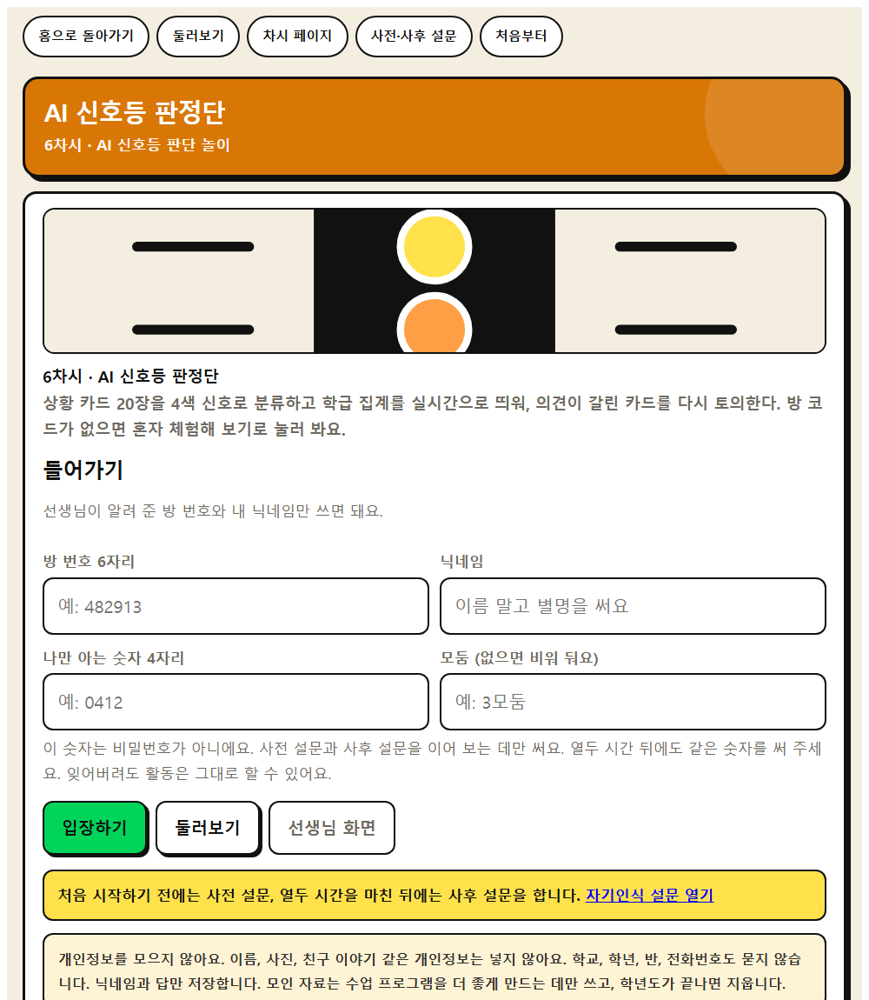 홈으로 돌아가기
둘러보기
차시 페이지
사전·사후 설문
처음부터
AI 신호등 판정단
6차시 · AI 신호등 판단 놀이
6차시 · AI 신호등 판정단
상황 카드 20장을 4색 신호로 분류하고 학급 집계를 실시간으로 띄워, 의견이 갈린 카드를 다시 토의한다. 방 코
드가 없으면 혼자 체험해 보기로 눌러 봐요.
들어가기
선생님이 알려 준 방 번호와 내 닉네임만 쓰면 돼요.
방 번호 6자리
닉네임
예: 482913
이름 말고 별명을 써요
나만 아는 숫자 4자리
모둠 (없으면 비워 둬요)
예: 0412
예: 3모둠
이 숫자는 비밀번호가 아니에요. 사전 설문과 사후 설문을 이어 보는 데만 써요. 열두 시간 뒤에도 같은 숫자를 써 주세
요. 잊어버려도 활동은 그대로 할 수 있어요.
입장하기
둘러보기
선생님 화면
처음 시작하기 전에는 사전 설문, 열두 시간을 마친 뒤에는 사후 설문을 합니다. 자기인식 설문 열기
개인정보를 모으지 않아요. 이름, 사진, 친구 이야기 같은 개인정보는 넣지 않아요. 학교, 학년, 반, 전화번호도 묻지 않습
니다. 닉네임과 답만 저장합니다. 모인 자료는 수업 프로그램을 더 좋게 만드는 데만 쓰고, 학년도가 끝나면 지웁니다.